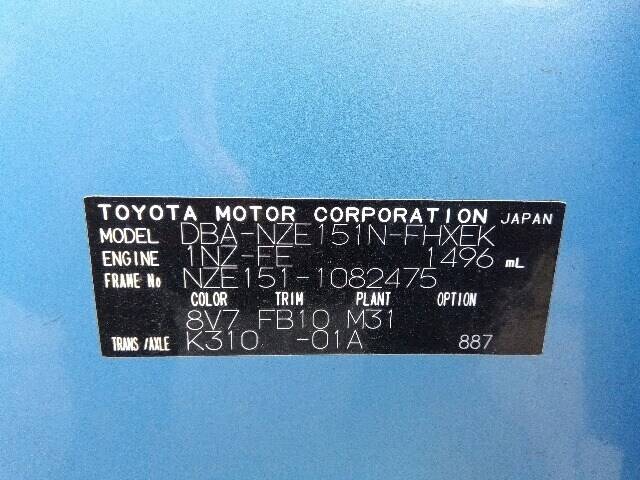 TOYOTA MOTOR CORPORATION JAPAN
MODEL DBA-NZE151N-FHXEK
ENGINE 1NZ-FE 1496 mL
FRAME No NZE151-1082475
COLOR TRIM PLANT OPTION
8V7 FB10 M31
TRANS/AXLE K310 -01A 887